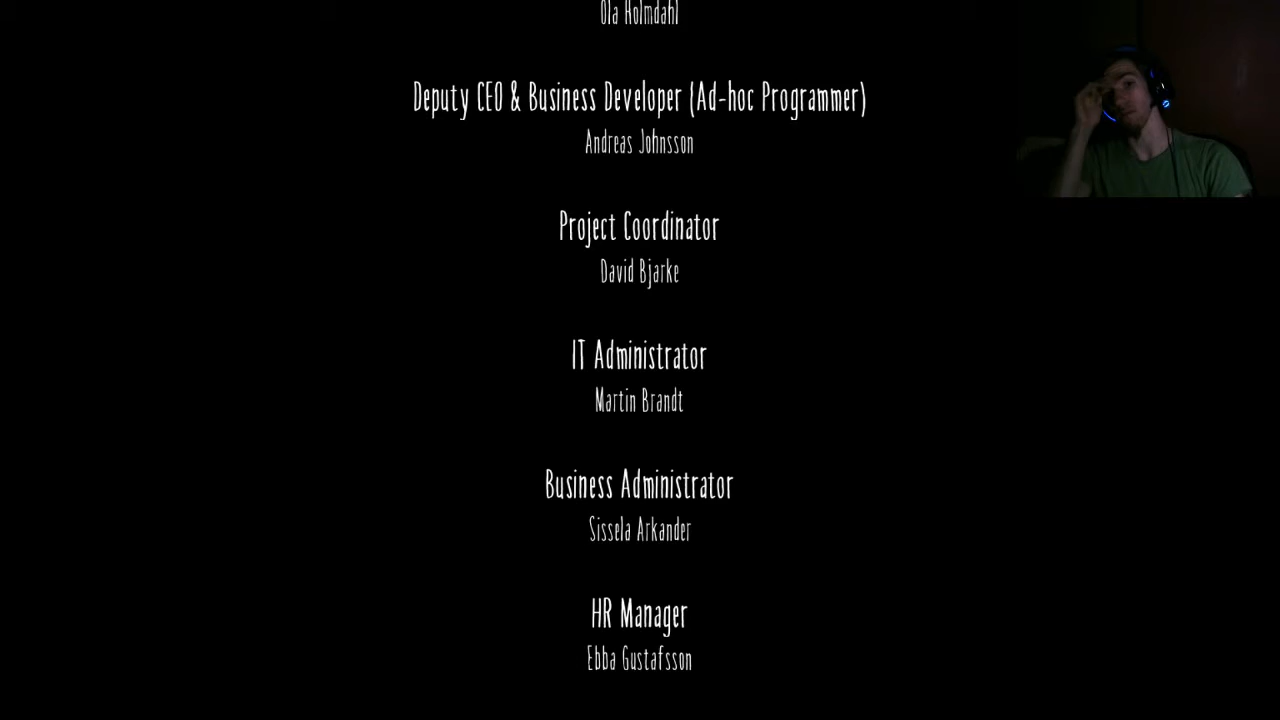 Ola Holmdahl
Deputy CEO & Business Developer (Ad-hoc Programmer)
Andreas Johnsson
Project Coordinator
David Bjarke
IT Administrator
Martin Brandt
Business Administrator
Sissela Arkander
HR Manager
Ebba Gustafsson